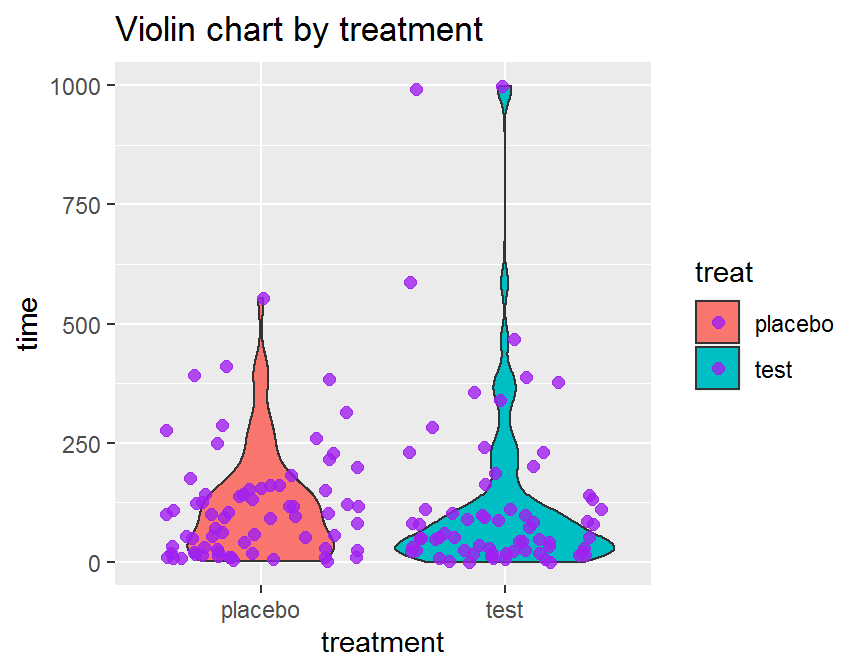 Violin chart by treatment
1000
750
500
250
0
time
placebo
test
treatment
treat
placebo
test